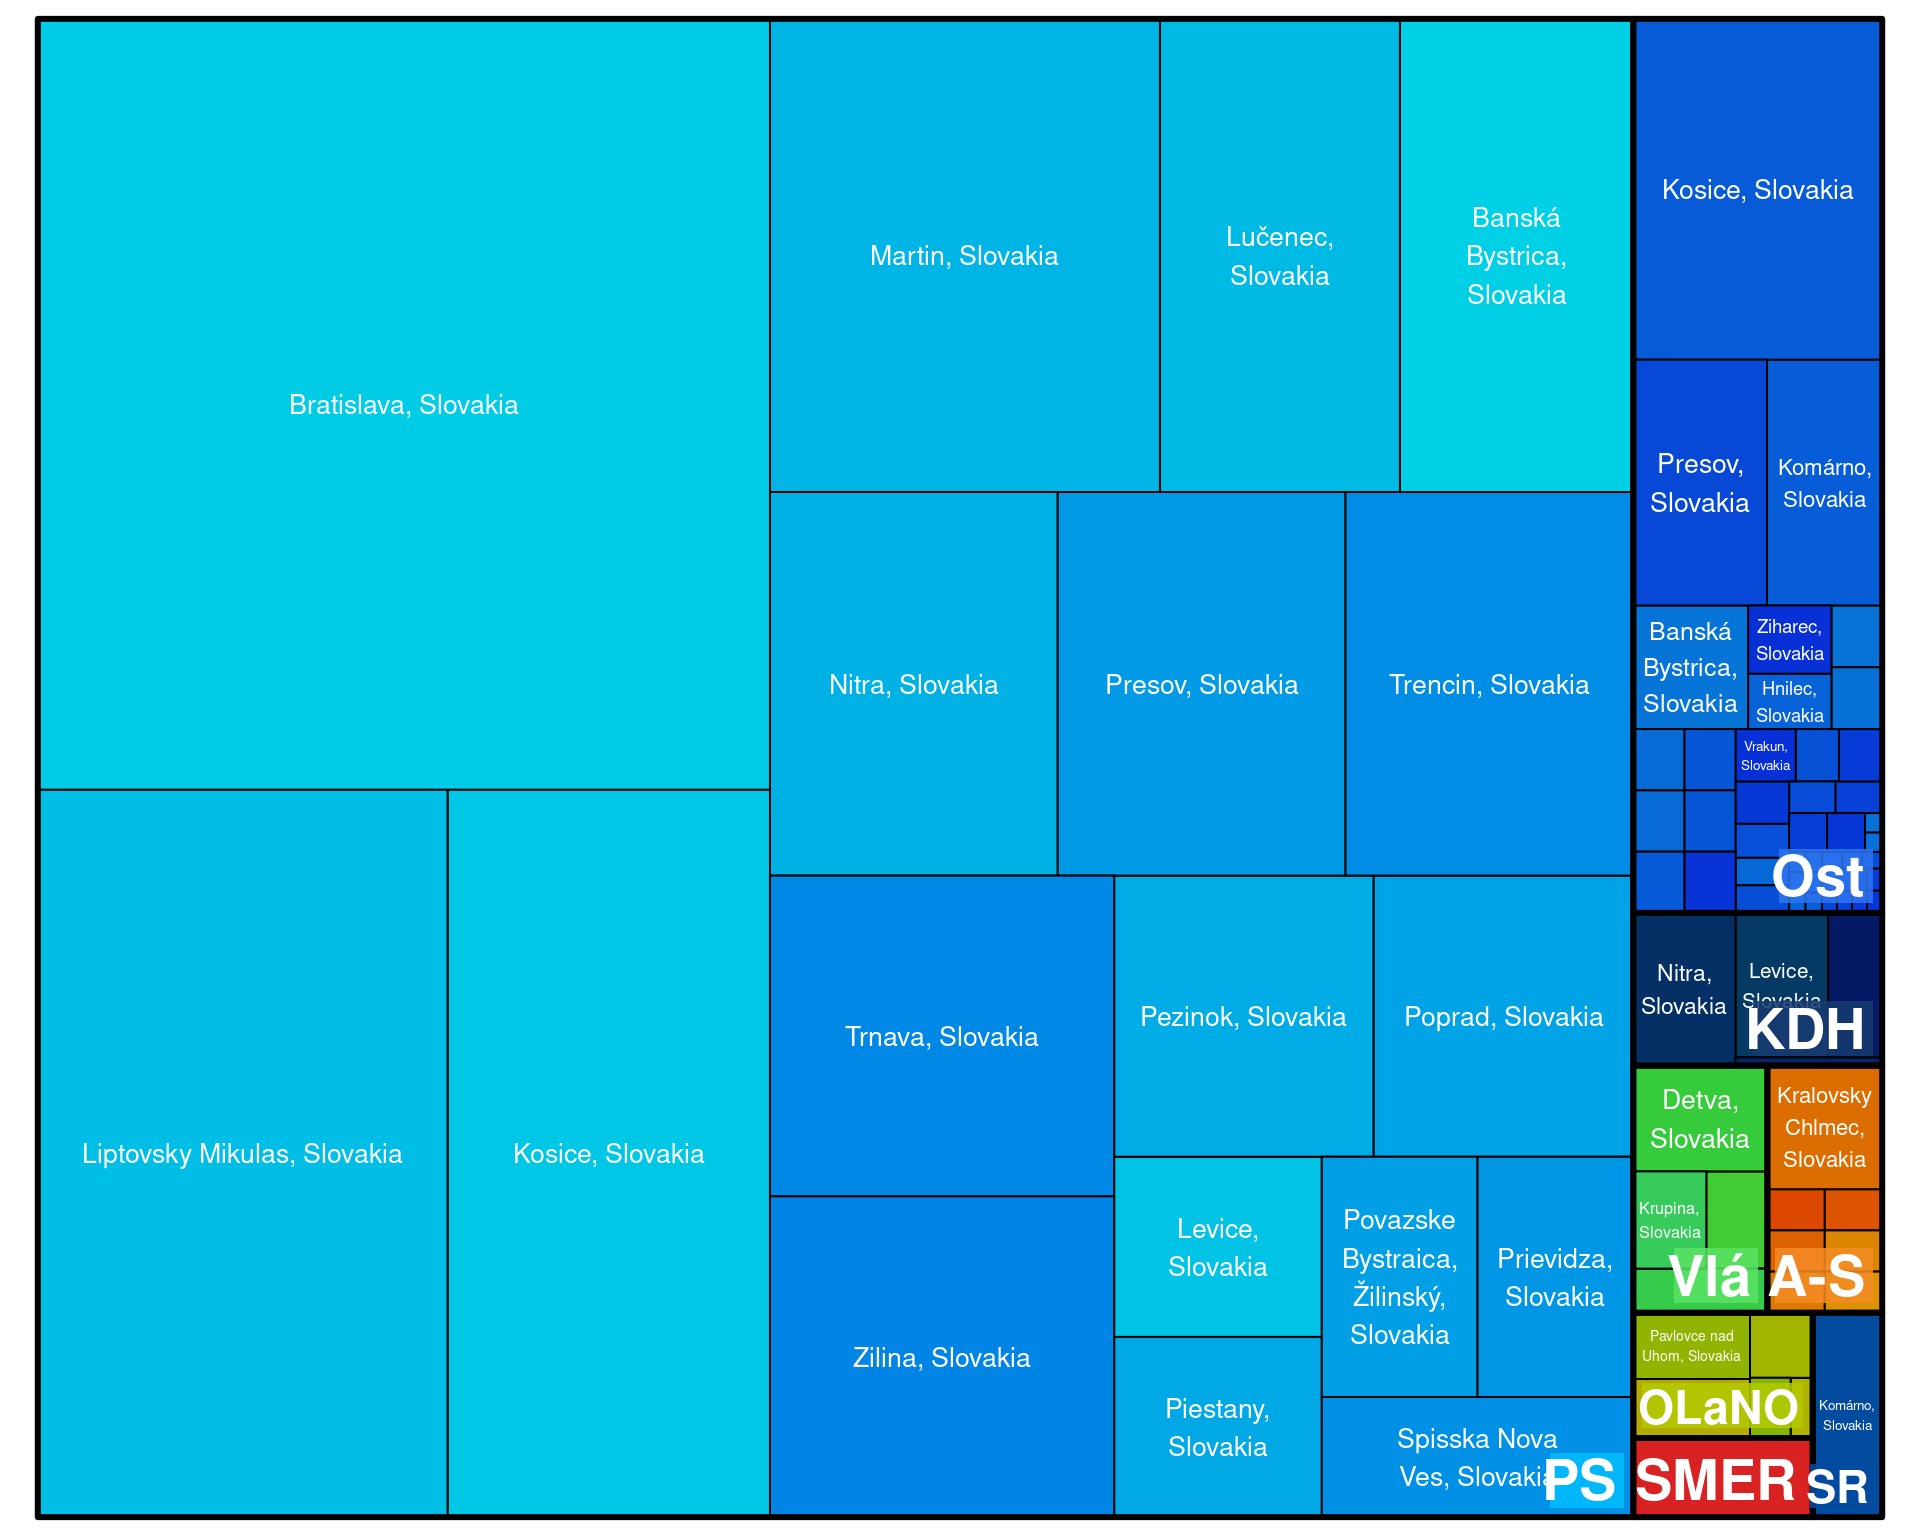 Bratislava, Slovakia
Liptovsky Mikulas, Slovakia
Kosice, Slovakia
Martin, Slovakia
Lučenec,
Slovakia
Banská
Bystrica,
Slovakia
Nitra, Slovakia
Presov, Slovakia
Trencin, Slovakia
Trnava, Slovakia
Zilina, Slovakia
Pezinok, Slovakia
Poprad, Slovakia
Levice,
Slovakia
Piestany,
Slovakia
Povazske
Bystraica,
Žilinský,
Slovakia
Prievidza,
Slovakia
Spisska Nova
Ves, Slovakia
PS
Kosice, Slovakia
Presov,
Slovakia
Komárno,
Slovakia
Banská
Bystrica,
Slovakia
Ziharec,
Slovakia
Hnilec,
Slovakia
Vrakun,
Slovakia
Ost
Nitra,
Slovakia
Levice,
Slovakia
KDH
Detva,
Slovakia
Krupina,
Slovakia
Vlá
Kralovsky
Chlmec,
Slovakia
A-S
Pavlovce nad
Uhom, Slovakia
OLaNO
Komárno,
Slovakia
SR
SMER